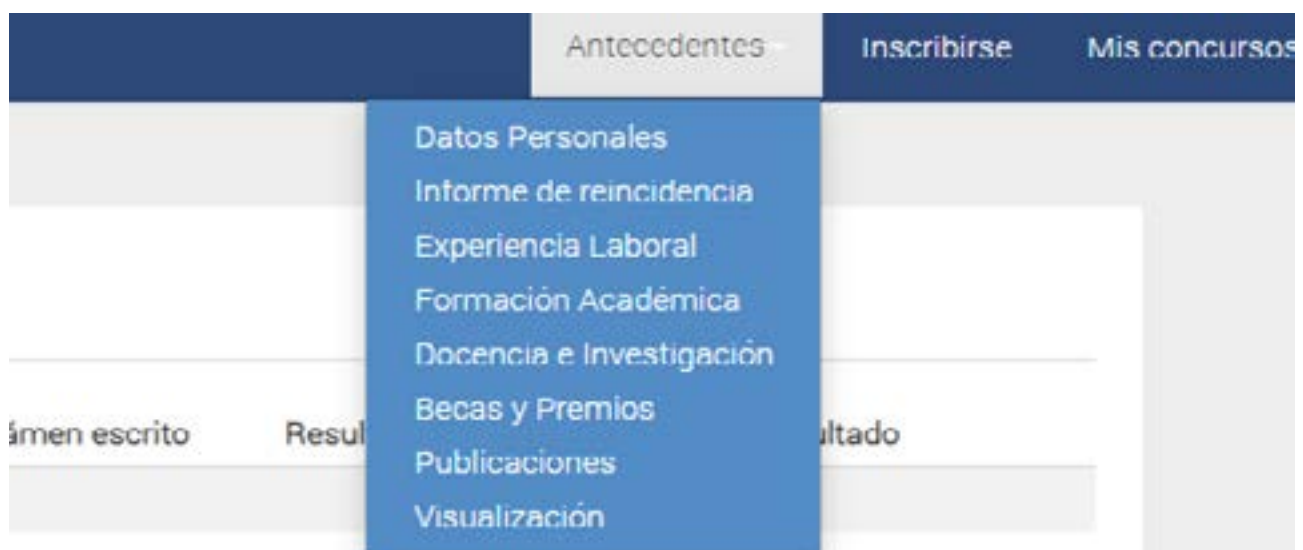 Antecedentes Inscribirse Mis concursos
Datos Personales
Informe de reincidencia
Experiencia Laboral
Formación Académica
Docencia e Investigación
Becas y Premios
ámen escrito Resul ultado
Publicaciones
Visualización